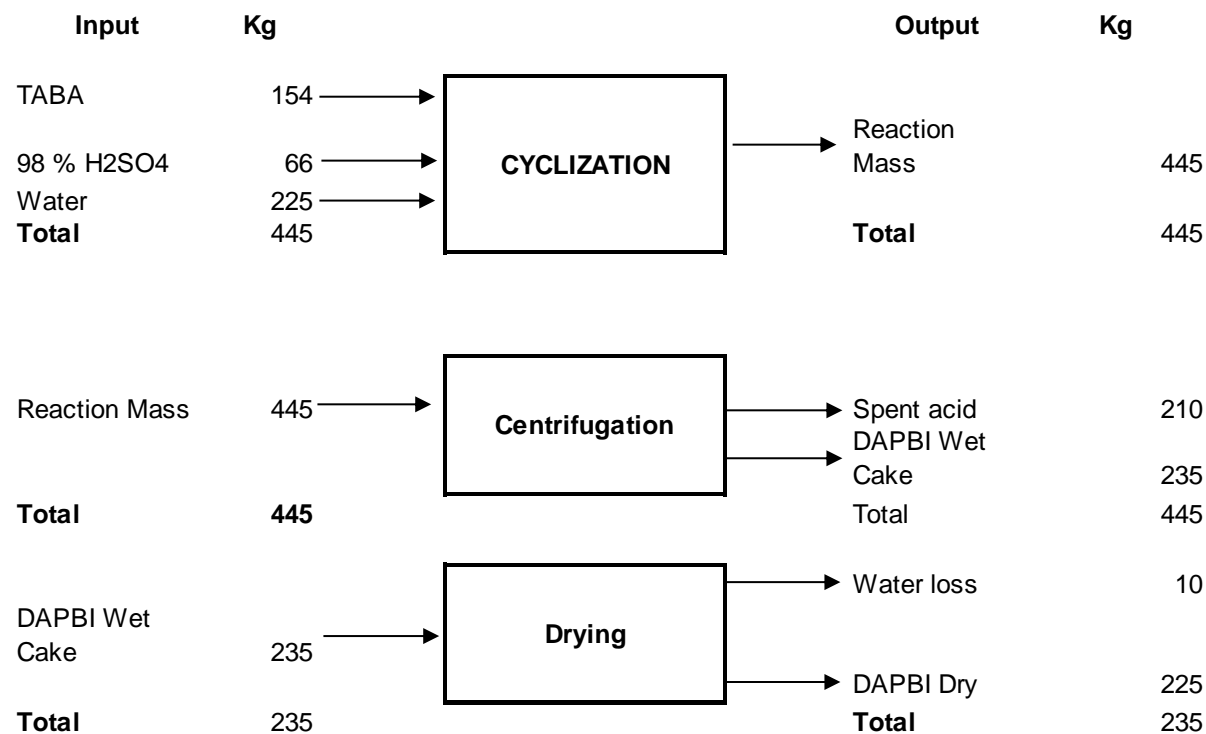 Input Kg Output Kg
TABA 154
Reaction
98 % H2SO4 66 CYCLIZATION Mass 445
Water 225
Total 445 Total 445
Reaction Mass 445 Centrifugation Spent acid 210
DAPBI Wet
Cake 235
Total 445 Total 445
Water loss 10
DAPBI Wet
Cake 235 Drying
DAPBI Dry 225
Total 235 Total 235